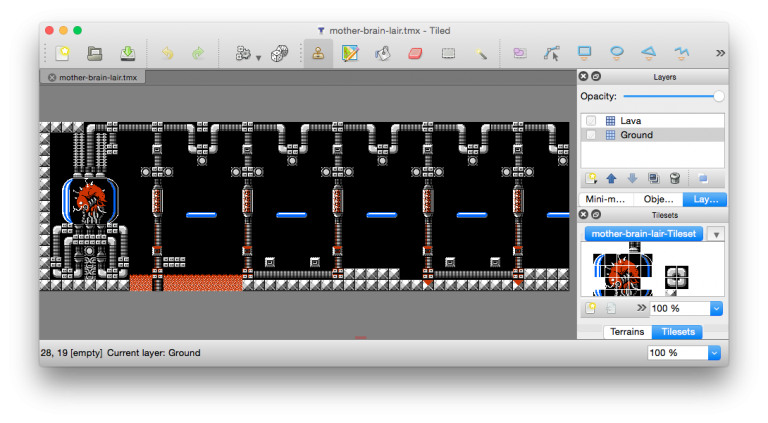 mother-brain-lair.tmx - Tiled
»
mother-brain-lair.tmx
Layers
Opacity:
Lava
Ground
Mini-m... Obje... Lay...
Tilesets
mother-brain-lair-Tileset
» 100 %
Terrains Tilesets
28, 19 [empty] Current layer: Ground
100 %